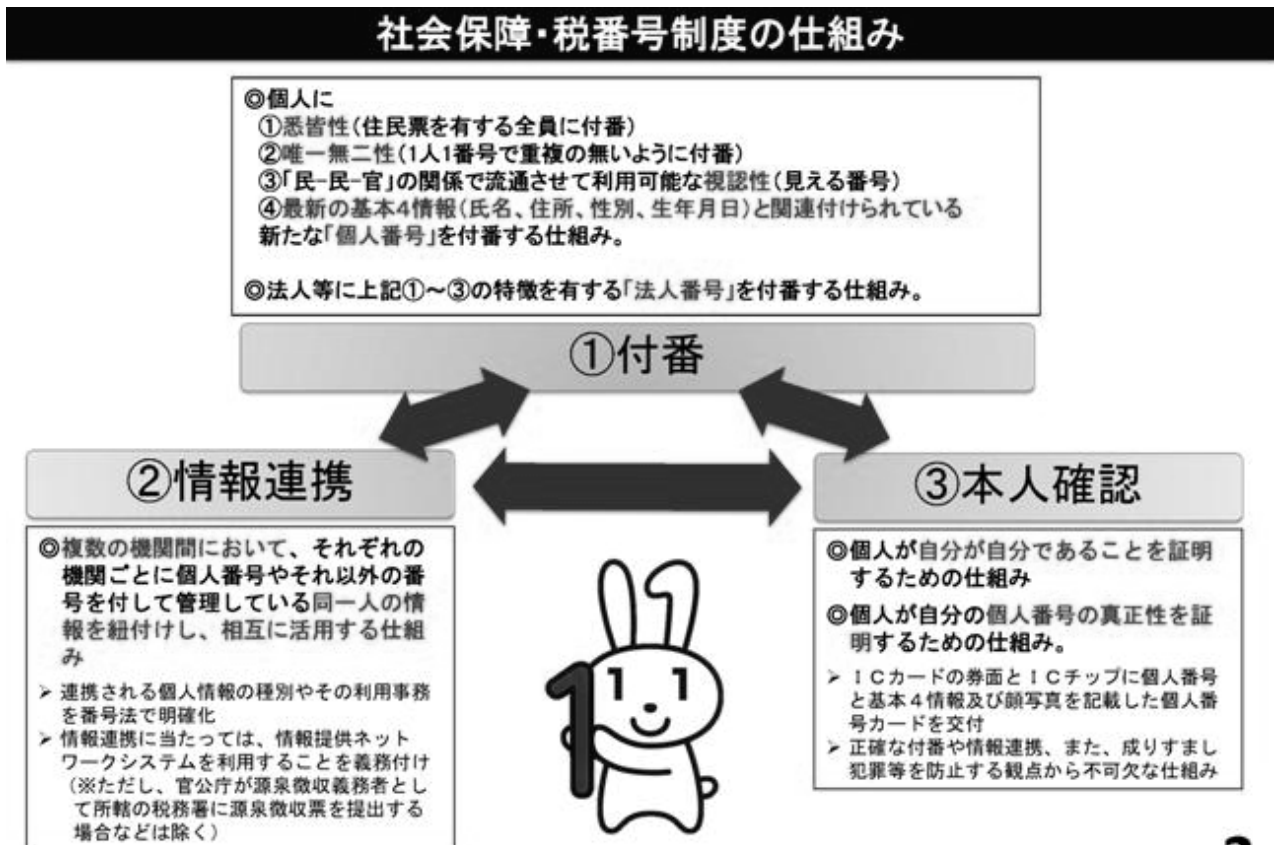 社会保障・税番号制度の仕組み
◎個人に
①悉皆性（住民票を有する全員に付番）
②唯一無二性（1人1番号で重複の無いように付番）
③「民-民-官」の関係で流通させて利用可能な視認性（見える番号）
④最新の基本4情報（氏名、住所、性別、生年月日）と関連付けられている
新たな「個人番号」を付番する仕組み。
◎法人等に上記①～③の特徴を有する「法人番号」を付番する仕組み。
①付番
②情報連携
◎複数の機関間において、それぞれの
機関ごとに個人番号やそれ以外の番
号を付して管理している同一人の情
報を紐付けし、相互に活用する仕組
み
➢ 連携される個人情報の種別やその利用事務
を番号法で明確化
➢ 情報連携に当たっては、情報提供ネット
ワークシステムを利用することを義務付け
（※ただし、官公庁が源泉徴収義務者とし
て所轄の税務署に源泉徴収票を提出する
場合などは除く）
③本人確認
◎個人が自分が自分であることを証明
するための仕組み
◎個人が自分の個人番号の真正性を証
明するための仕組み。
➢ ＩＣカードの券面とＩＣチップに個人番号
と基本４情報及び顔写真を記載した個人番
号カードを交付
➢ 正確な付番や情報連携、また、成りすまし
犯罪等を防止する観点から不可欠な仕組み
1